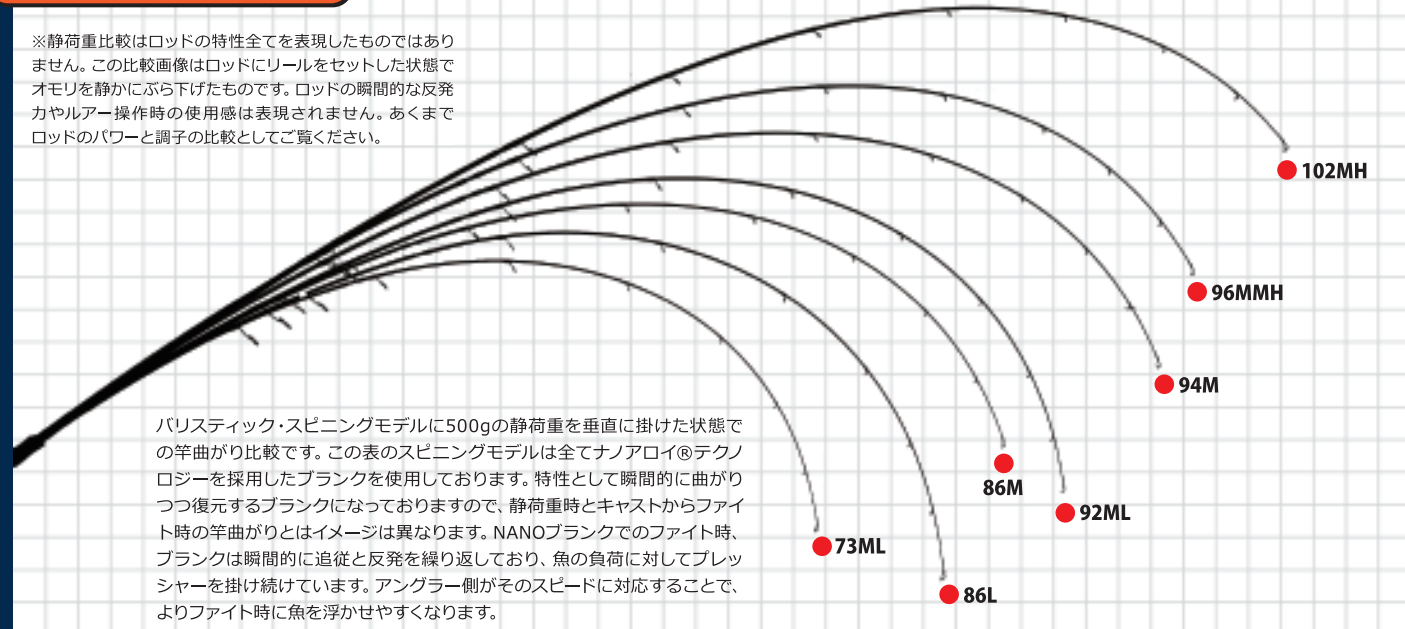 ※静荷重比較はロッドの特性全てを表現したものではあり
ません。この比較画像はロッドにリールをセットした状態で
オモリを静かにぶら下げたものです。ロッドの瞬間的な反発
力やルアー操作時の使用感は表現されません。あくまで
ロッドのパワーと調子の比較としてご覧ください。
102MH
96MMH
94M
86M
92ML
73ML
86L
バリスティック・スピニングモデルに500gの静荷重を垂直に掛けた状態で
の竿曲がり比較です。この表のスピニングモデルは全てナノアロイ®テクノ
ロジーを採用したブランクを使用しております。特性として瞬間的に曲がり
つつ復元するブランクになっておりますので、静荷重時とキャストからファイ
ト時の竿曲がりとはイメージは異なります。NANOブランクでのファイト時、
ブランクは瞬間的に追従と反発を繰り返しており、魚の負荷に対してプレッ
シャーを掛け続けています。アングラー側がそのスピードに対応することで、
よりファイト時に魚を浮かせやすくなります。